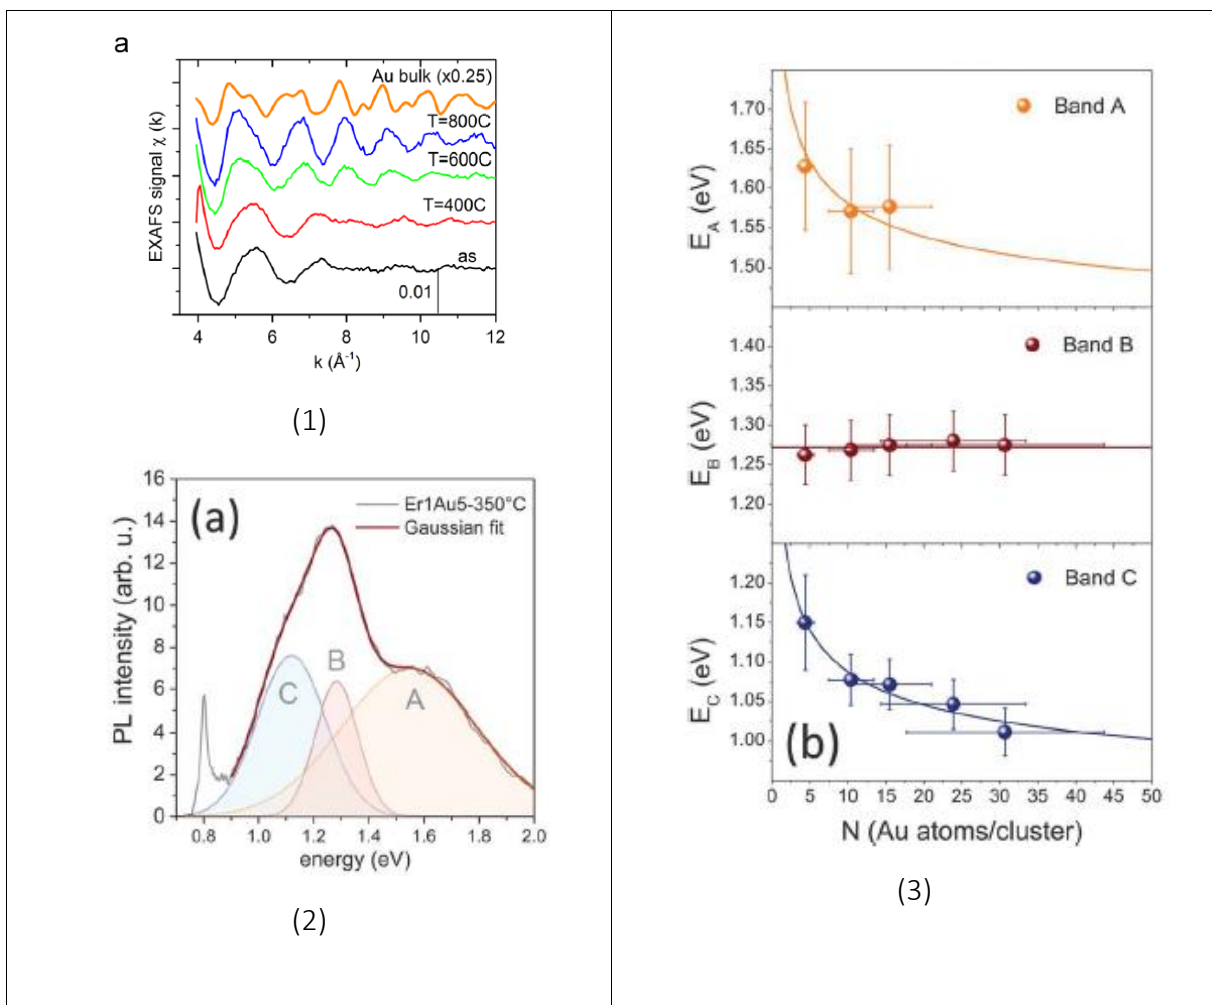 a
Au bulk (x0.25)
T=800C
T=600C
T=400C
as
0.01
EXAFS signal χ (k)
4 6 8 10 12
k (Å⁻¹)
(1)
(a)
Er1Au5-350°C
Gaussian fit
16
14
12
10
8
6
4
2
0
PL intensity (arb. u.)
C
B
A
0.8 1.0 1.2 1.4 1.6 1.8 2.0
energy (eV)
(2)
Band A
1.70
1.65
1.60
1.55
1.50
E_A (eV)
Band B
1.40
1.35
1.30
1.25
1.20
E_B (eV)
Band C
1.20
1.15
1.10
1.05
1.00
E_C (eV)
(b)
0 5 10 15 20 25 30 35 40 45 50
N (Au atoms/cluster)
(3)